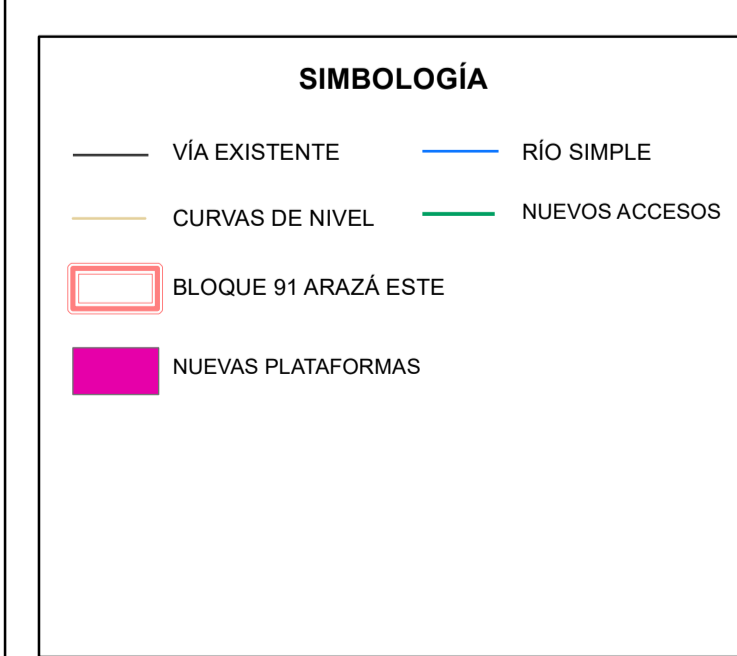 SIMBOLOGÍA
VÍA EXISTENTE
RÍO SIMPLE
CURVAS DE NIVEL
NUEVOS ACCESOS
BLOQUE 91 ARAZÁ ESTE
NUEVAS PLATAFORMAS